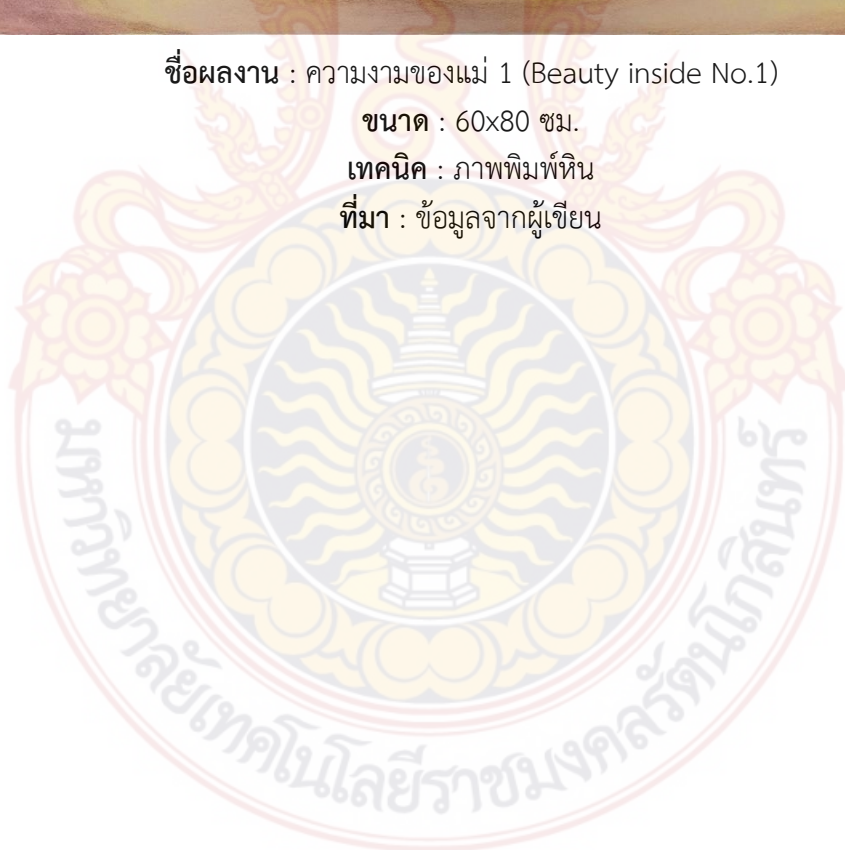 ชื่อผลงาน : ความงามของแม่ 1 (Beauty inside No.1)
ขนาด : 60x80 ซม.
เทคนิค : ภาพพิมพ์หิน
ที่มา : ข้อมูลจากผู้เขียน
มหาวิทยาลัยเทคโนโลยีราชมงคลรัตนโกสินทร์